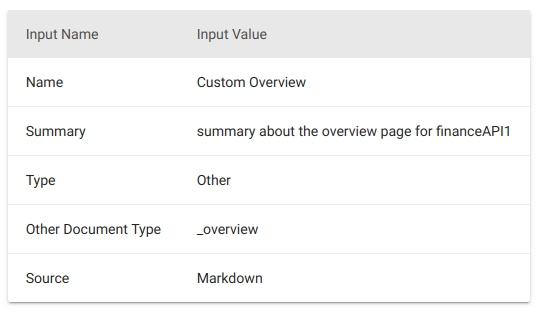 Input Name Input Value
Name Custom Overview
Summary summary about the overview page for financeAPI1
Type Other
Other Document Type _overview
Source Markdown